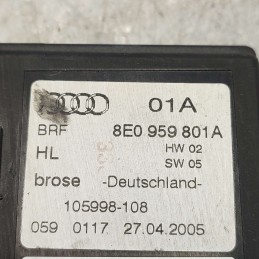 01A
BRF 8E0 959 801A
HL HW 02
SW 05
brose -Deutschland-
105998-108
059 0117 27.04.2005